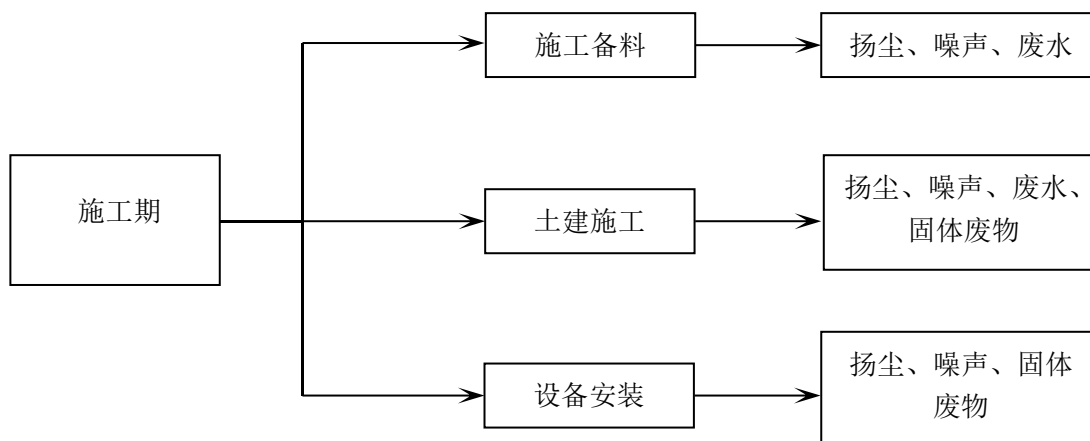 施工备料
扬尘、噪声、废水
施工期
土建施工
扬尘、噪声、废水、
固体废物
设备安装
扬尘、噪声、固体
废物